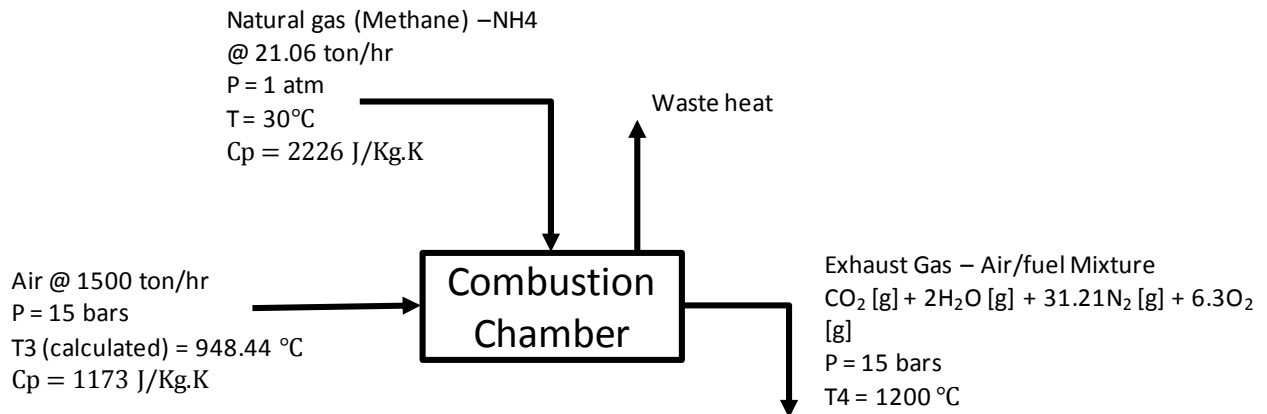 Natural gas (Methane) –NH4
@ 21.06 ton/hr
P = 1 atm
T = 30℃
Cp = 2226 J/Kg.K
Waste heat
Air @ 1500 ton/hr
P = 15 bars
T3 (calculated) = 948.44 ℃
Cp = 1173 J/Kg.K
Combustion
Chamber
Exhaust Gas – Air/fuel Mixture
CO₂ [g] + 2H₂O [g] + 31.21N₂ [g] + 6.3O₂
[g]
P = 15 bars
T4 = 1200 ℃